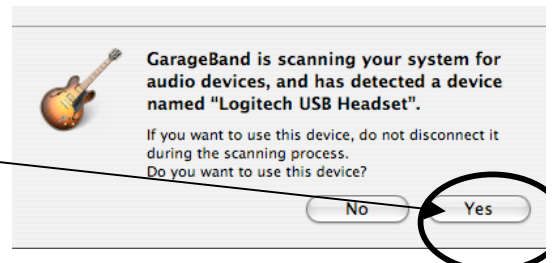 GarageBand is scanning your system for
audio devices, and has detected a device
named “Logitech USB Headset”.
If you want to use this device, do not disconnect it
during the scanning process.
Do you want to use this device?
No
Yes